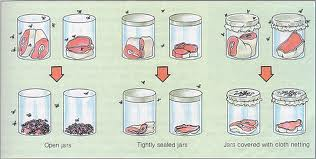 Open jars
Tightly sealed jars
Jars covered with cloth netting